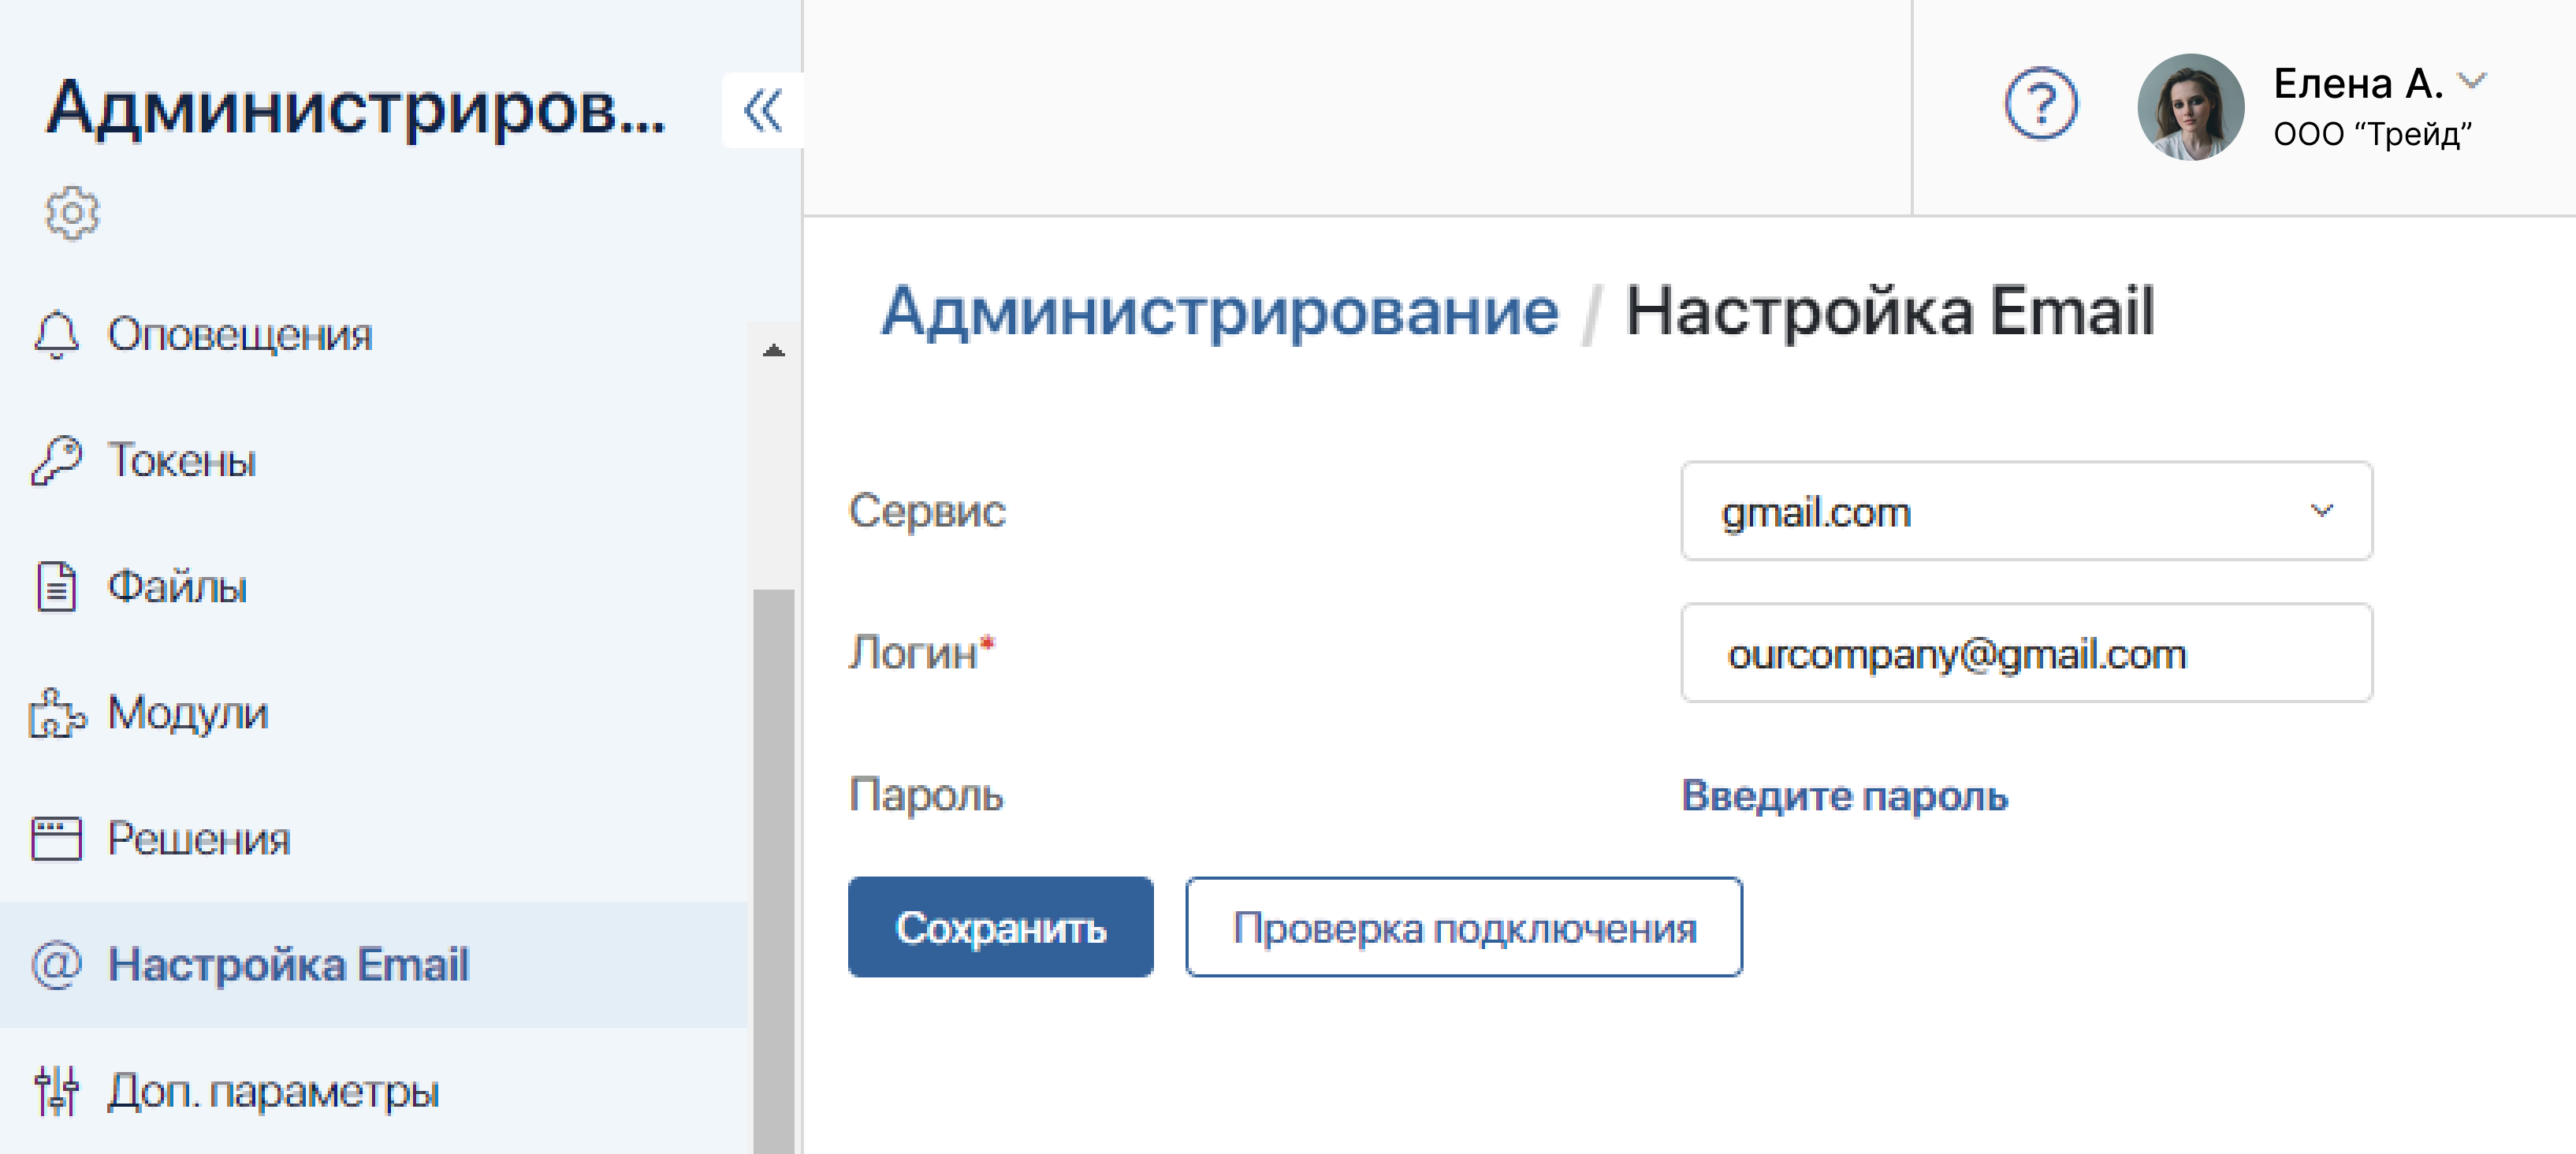 Администриров...
Оповещения
Токены
Файлы
Модули
Решения
@ Настройка Email
Доп. параметры
?
Елена А.
ООО “Трейд”
Администрирование / Настройка Email
Сервис
gmail.com
Логин*
ourcompany@gmail.com
Пароль
Введите пароль
Сохранить
Проверка подключения